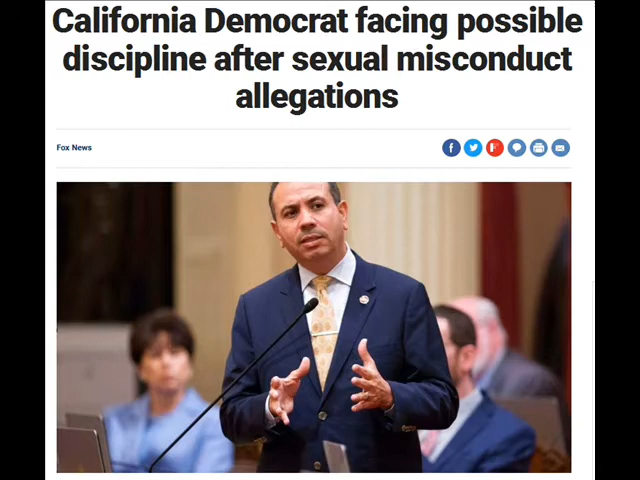 California Democrat facing possible
discipline after sexual misconduct
allegations
Fox News